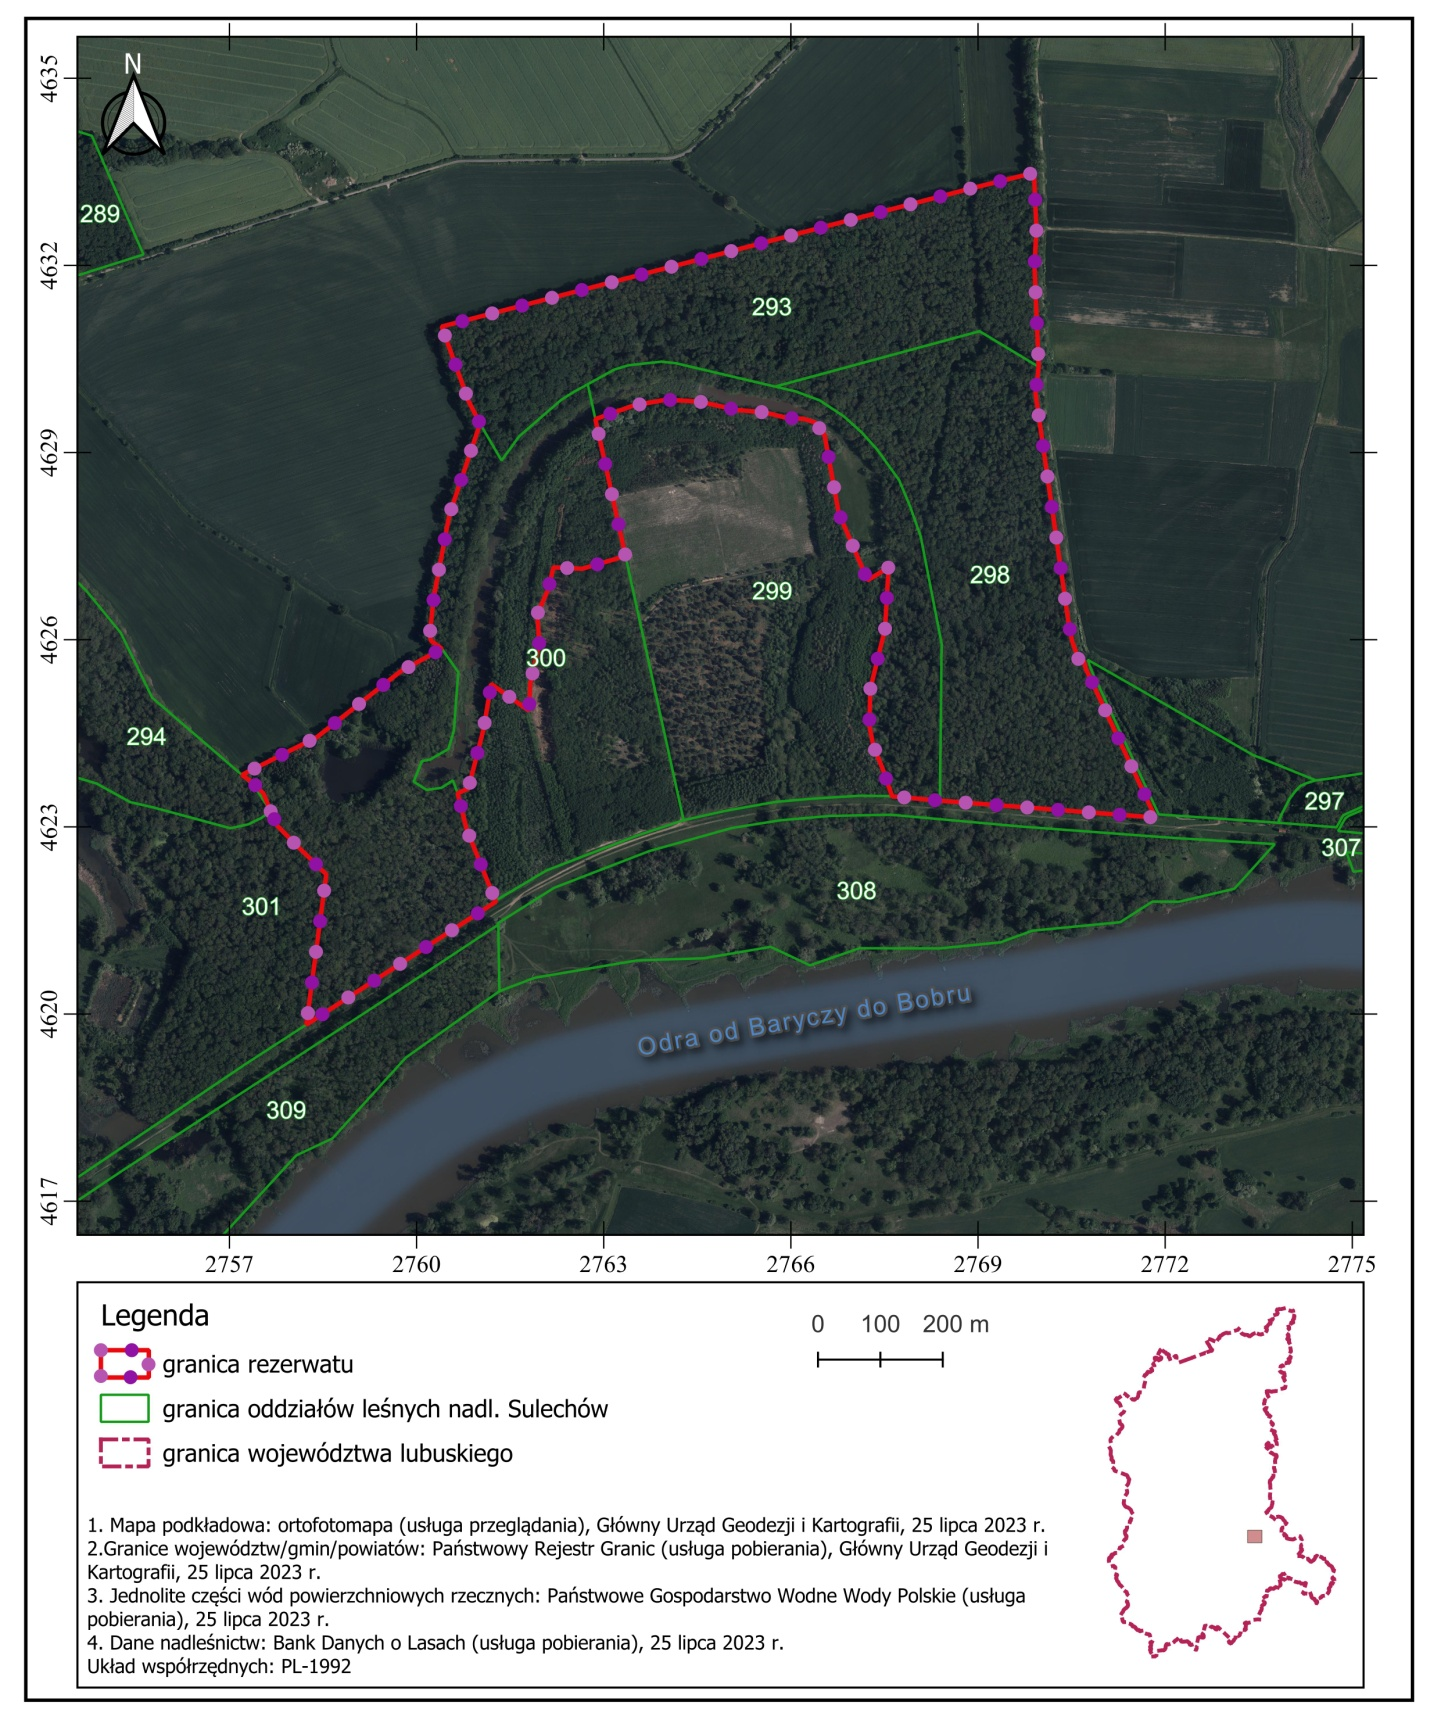 N
4635
4632
4629
4626
4623
4620
4617
289
293
299
298
300
294
297
307
301
308
Odra od Baryczy do Bobru
309
2757 2760 2763 2766 2769 2772 2775
Legenda
granica rezerwatu
granica oddziałów leśnych nadl. Sulechów
granica województwa lubuskiego
0 100 200 m
1. Mapa podkładowa: ortofotomapa (usługa przeglądania), Główny Urząd Geodezji i Kartografii, 25 lipca 2023 r.
2.Granice województw/gmin/powiatów: Państwowy Rejestr Granic (usługa pobierania), Główny Urząd Geodezji i
Kartografii, 25 lipca 2023 r.
3. Jednolite części wód powierzchniowych rzecznych: Państwowe Gospodarstwo Wodne Wody Polskie (usługa
pobierania), 25 lipca 2023 r.
4. Dane nadleśnictw: Bank Danych o Lasach (usługa pobierania), 25 lipca 2023 r.
Układ współrzędnych: PL-1992